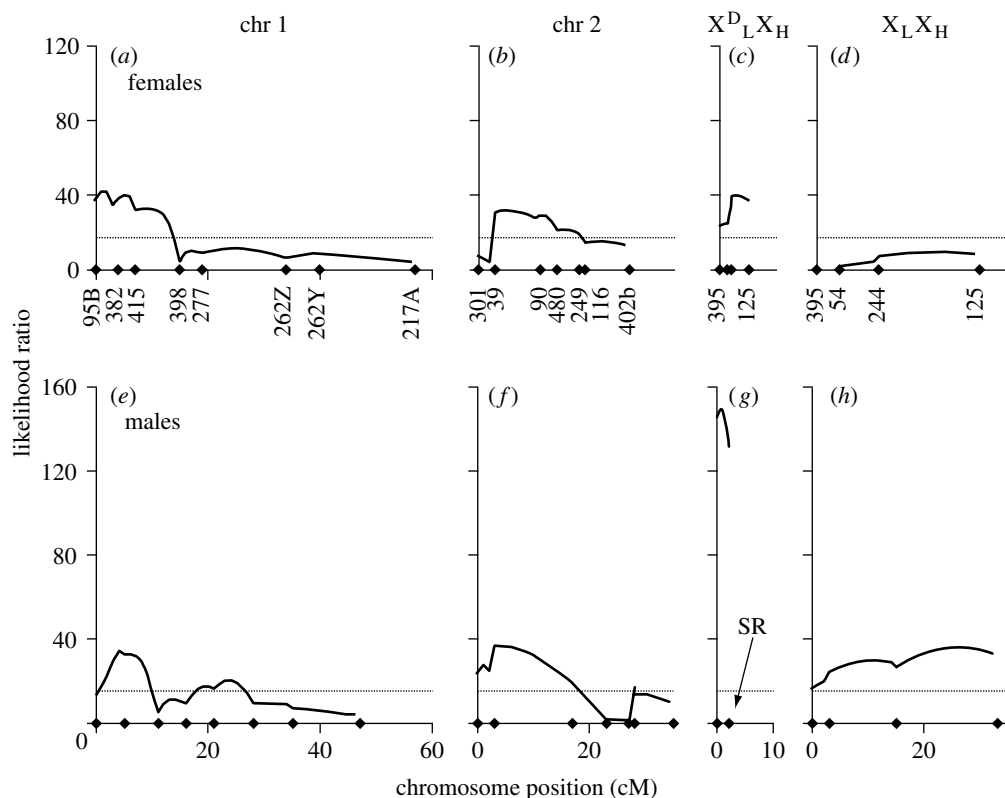 chr 1
chr 2
X^D_L X_H
X_L X_H
120
80
40
0
(a)
females
(b)
(c)
(d)
95B
382
415
398
277
262Z
262Y
217A
301
39
90
480
249
116
402b
395
125
395
54
244
125
likelihood ratio
160
120
80
40
0
(e)
males
(f)
(g)
(h)
SR
20
40
60
0
20
0
10
0
20
chromosome position (cM)